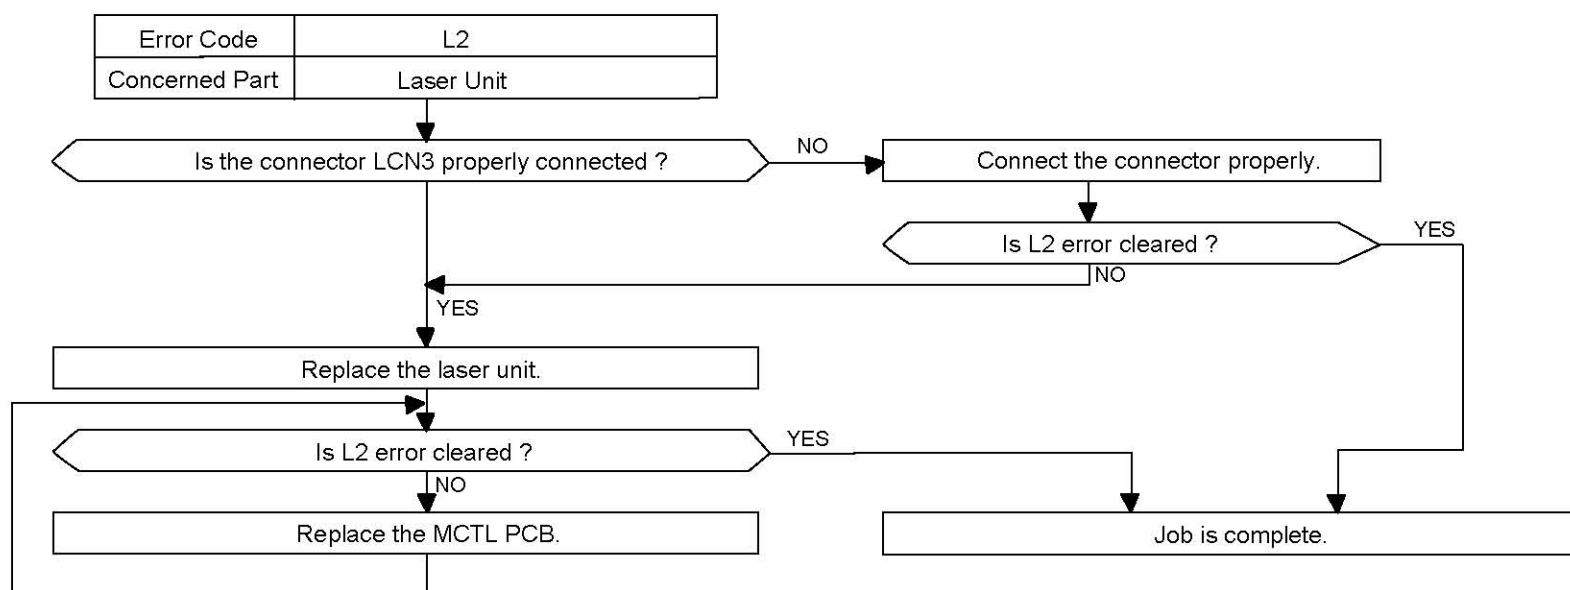 Error Code L2
Concerned Part Laser Unit
Is the connector LCN3 properly connected ?
NO
Connect the connector properly.
Is L2 error cleared ?
YES
NO
YES
Replace the laser unit.
Is L2 error cleared ?
YES
NO
Replace the MCTL PCB.
Job is complete.